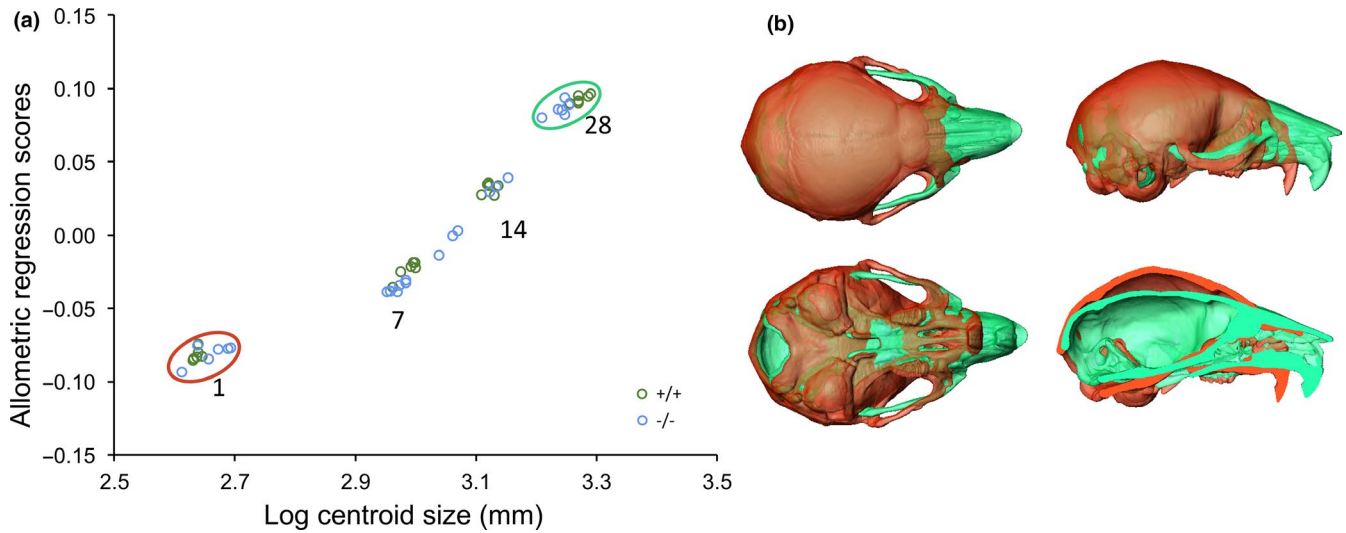 (a)
0.15
0.10
0.05
0.00
−0.05
−0.10
−0.15
Allometric regression scores
28
14
7
1
+/+
-/-
2.5 2.7 2.9 3.1 3.3 3.5
Log centroid size (mm)
(b)